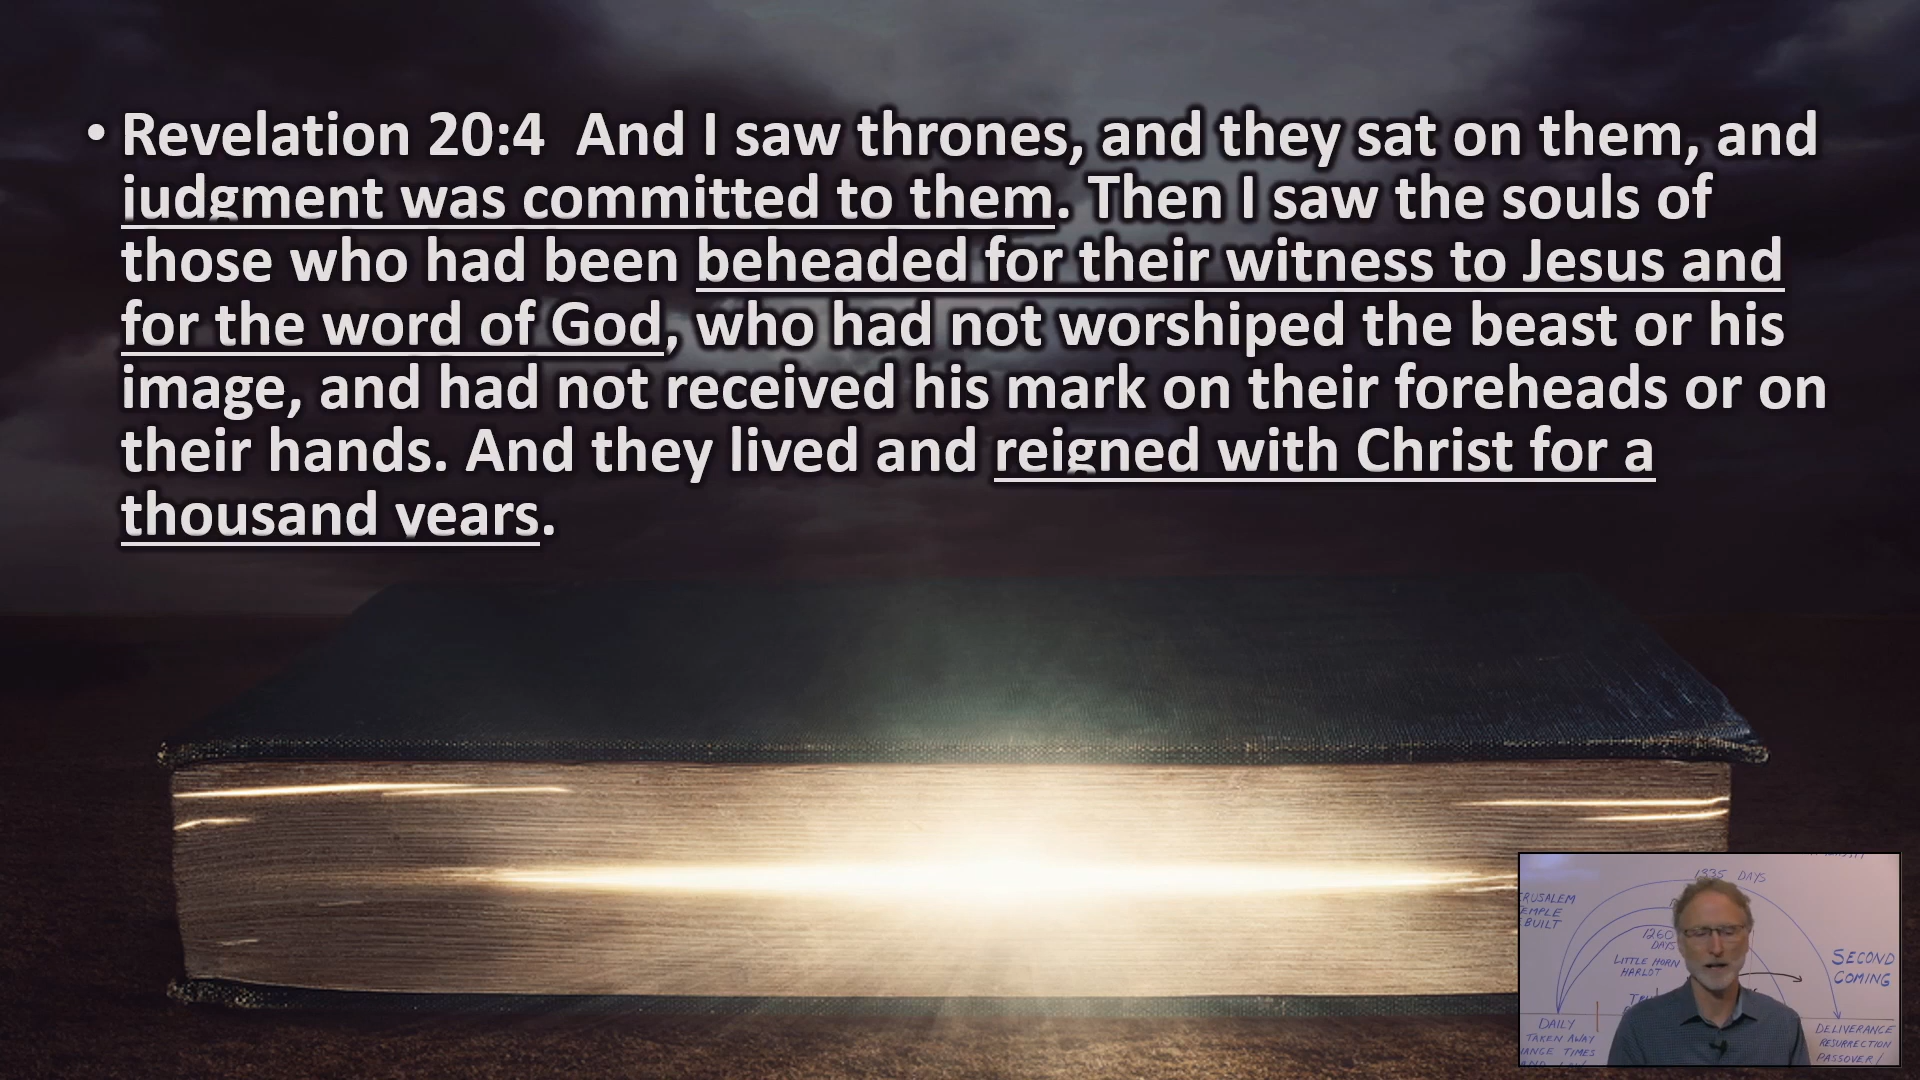 • Revelation 20:4 And I saw thrones, and they sat on them, and
judgment was committed to them. Then I saw the souls of
those who had been beheaded for their witness to Jesus and
for the word of God, who had not worshiped the beast or his
image, and had not received his mark on their foreheads or on
their hands. And they lived and reigned with Christ for a
thousand years.
1335 DAYS
TEMPLE
BUILT
1260
DAYS
LITTLE HORN
HARLOT
SECOND
COMING
DAILY
TAKEN AWAY
TIMES
DELIVERANCE
RESURRECTION
PASSOVER/